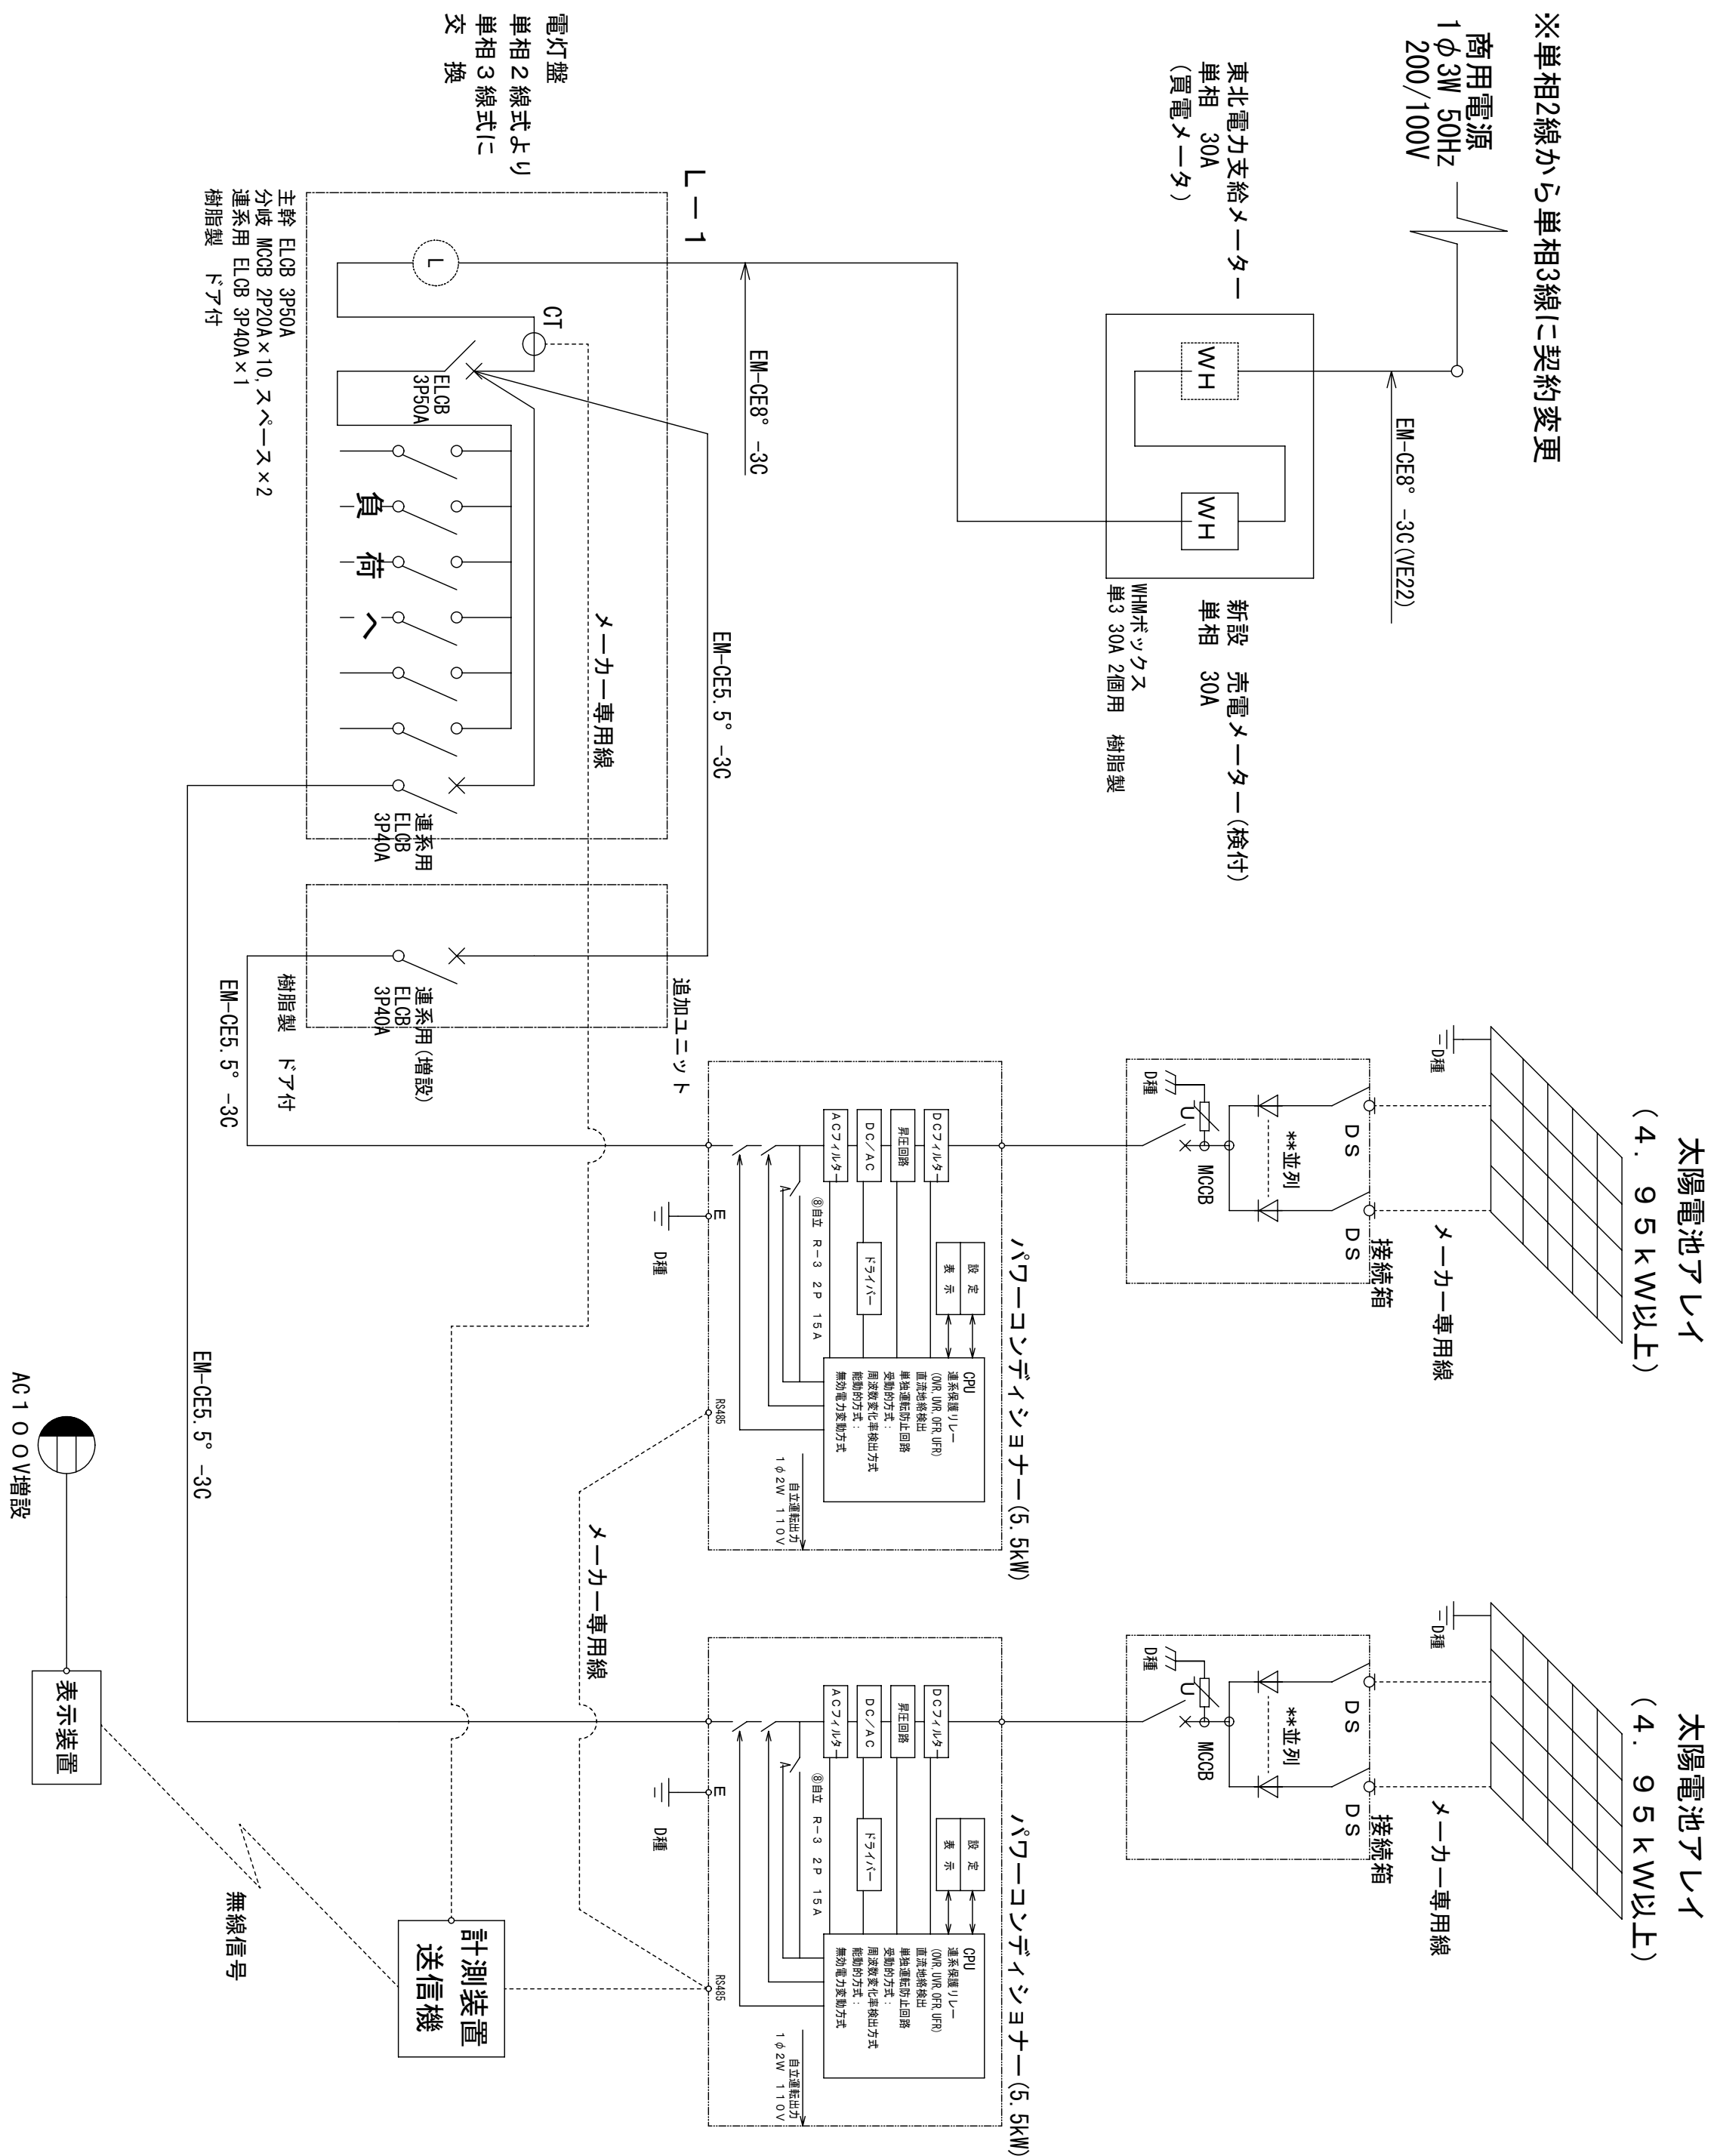 ※単相2線から単相3線に契約変更
商用電源
1φ3W 50Hz
200/100V
EM-CE8° -3C(VE22)
東北電力支給メーター
単相 30A
(買電メータ)
WH
WH
新設 売電メーター(検付)
単相 30A
WHMボックス
単3 30A 2個用 樹脂製
EM-CE8° -3C
電灯盤
単相2線式より
単相3線式に
交 換
L-1
L
CT
ELCB
3P50A
主幹 ELCB 3P50A
分岐 MCCB 2P20A×10,スペース×2
連系用 ELCB 3P40A×1
樹脂製 ドア付
負荷へ
メーカー専用線
EM-CE5.5° -3C
連系用
ELCB
3P40A
追加ユニット
連系用(増設)
ELCB
3P40A
樹脂製 ドア付
EM-CE5.5° -3C
EM-CE5.5° -3C
太陽電池アレイ
(4.95kW以上)
D種
メーカー専用線
接続箱
DS
DS
**並列
D種
U
MCCB
パワーコンディショナー(5.5kW)
DCフィルター
昇圧回路
DC/AC
ACフィルター
設 定
表 示
ドライバー
⑧自立 R-3 2P 15A
A
CPU
連系保護リレー
(OVR,UVR,OFR,UFR)
直流地絡検出
単独運転防止回路
受動的方式:
周波数変化率検出方式
能動的方式:
無効電力変動方式
自立運転出力
1φ2W 110V
E
D種
RS485
メーカー専用線
太陽電池アレイ
(4.95kW以上)
D種
メーカー専用線
接続箱
DS
DS
**並列
D種
U
MCCB
パワーコンディショナー(5.5kW)
DCフィルター
昇圧回路
DC/AC
ACフィルター
設 定
表 示
ドライバー
⑧自立 R-3 2P 15A
A
CPU
連系保護リレー
(OVR,UVR,OFR,UFR)
直流地絡検出
単独運転防止回路
受動的方式:
周波数変化率検出方式
能動的方式:
無効電力変動方式
自立運転出力
1φ2W 110V
E
D種
RS485
計測装置
送信機
無線信号
表示装置
AC100V増設